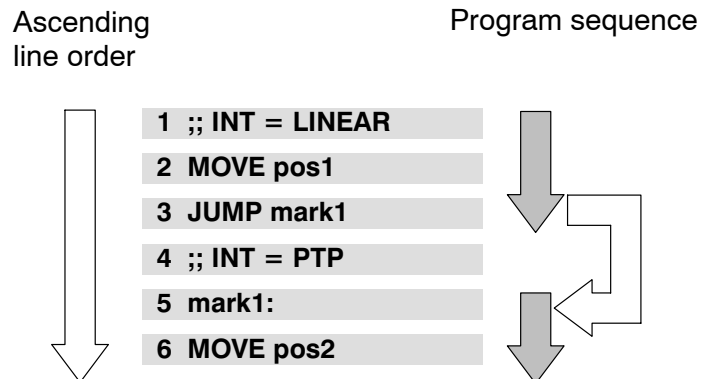 Ascending
line order
Program sequence
1 ;; INT = LINEAR
2 MOVE pos1
3 JUMP mark1
4 ;; INT = PTP
5 mark1:
6 MOVE pos2